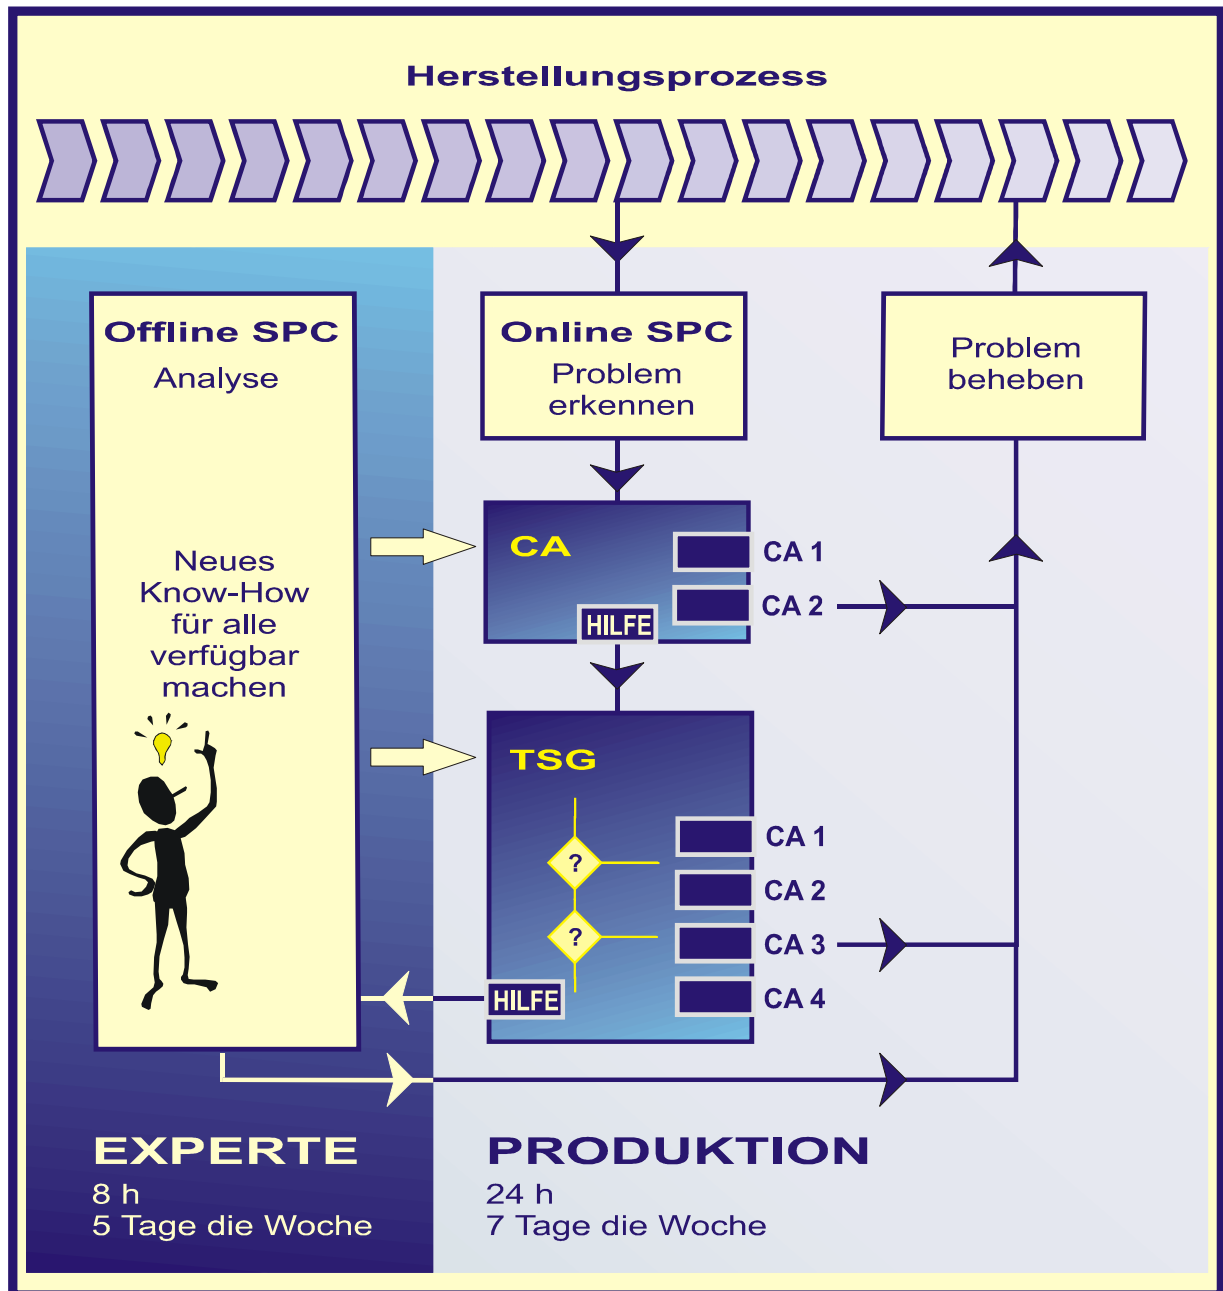 Herstellungsprozess
Offline SPC
Analyse
Neues
Know-How
für alle
verfügbar
machen
Online SPC
Problem
erkennen
Problem
beheben
CA
CA 1
CA 2
HILFE
TSG
?
?
CA 1
CA 2
CA 3
CA 4
HILFE
EXPERTE
8 h
5 Tage die Woche
PRODUKTION
24 h
7 Tage die Woche